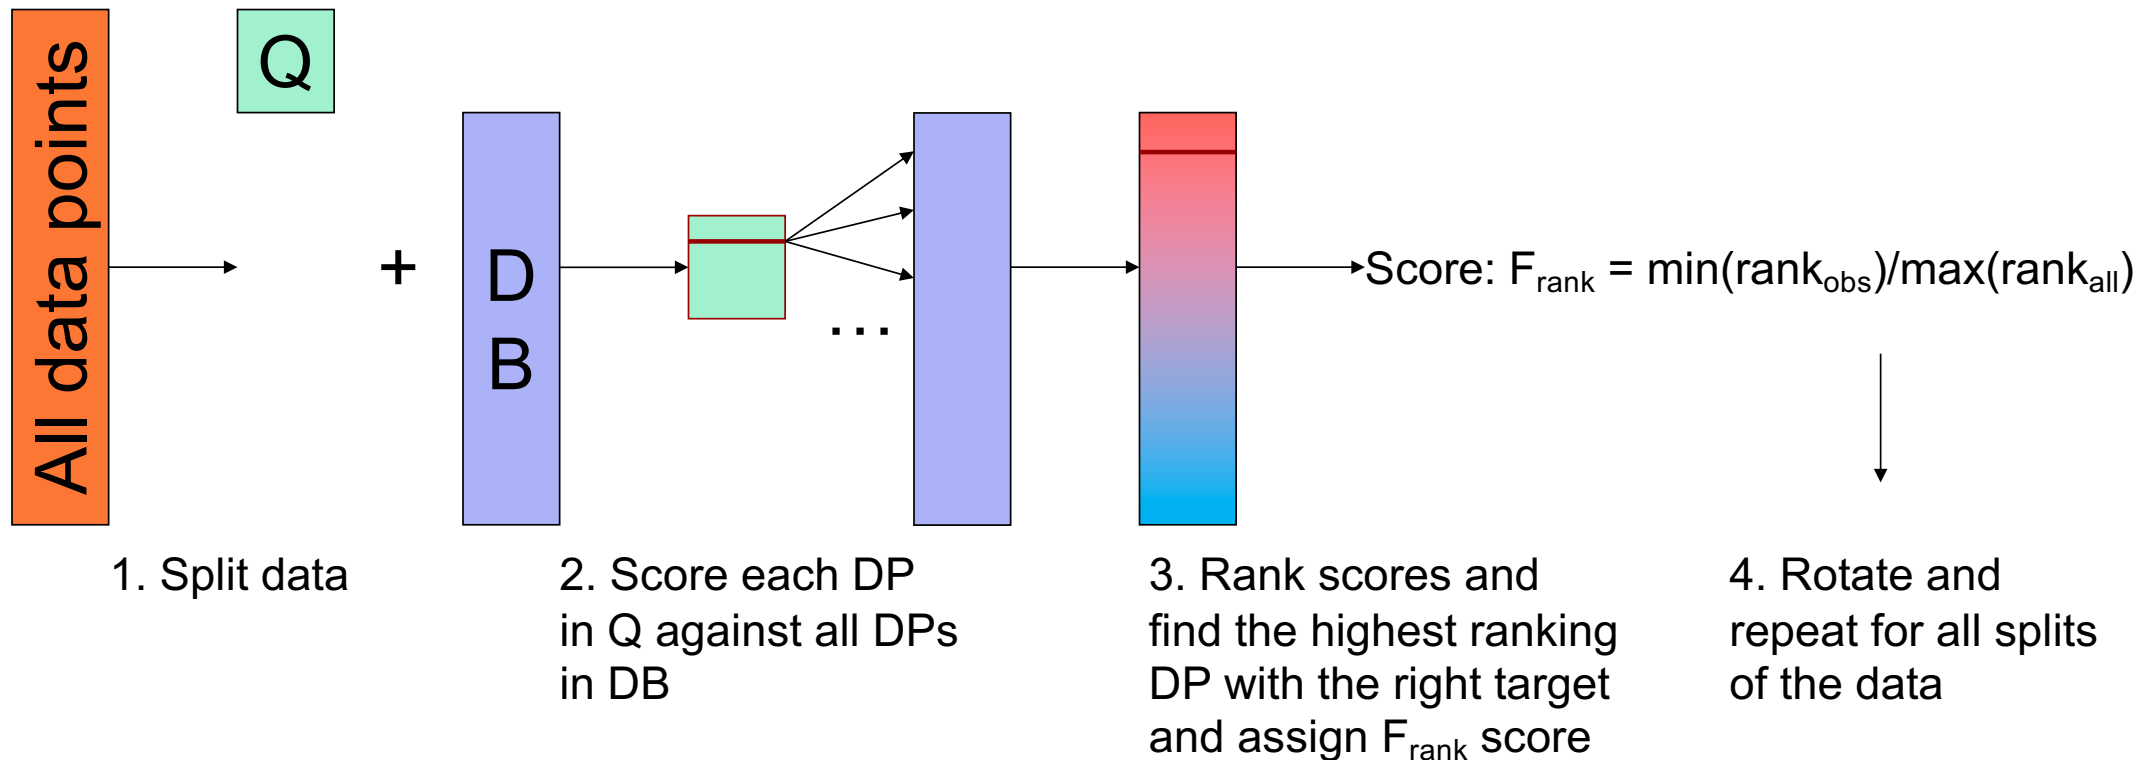 All data points
Q
+
D
B
...
Score: F_rank = min(rank_obs)/max(rank_all)
1. Split data
2. Score each DP
in Q against all DPs
in DB
3. Rank scores and
find the highest ranking
DP with the right target
and assign F_rank score
4. Rotate and
repeat for all splits
of the data